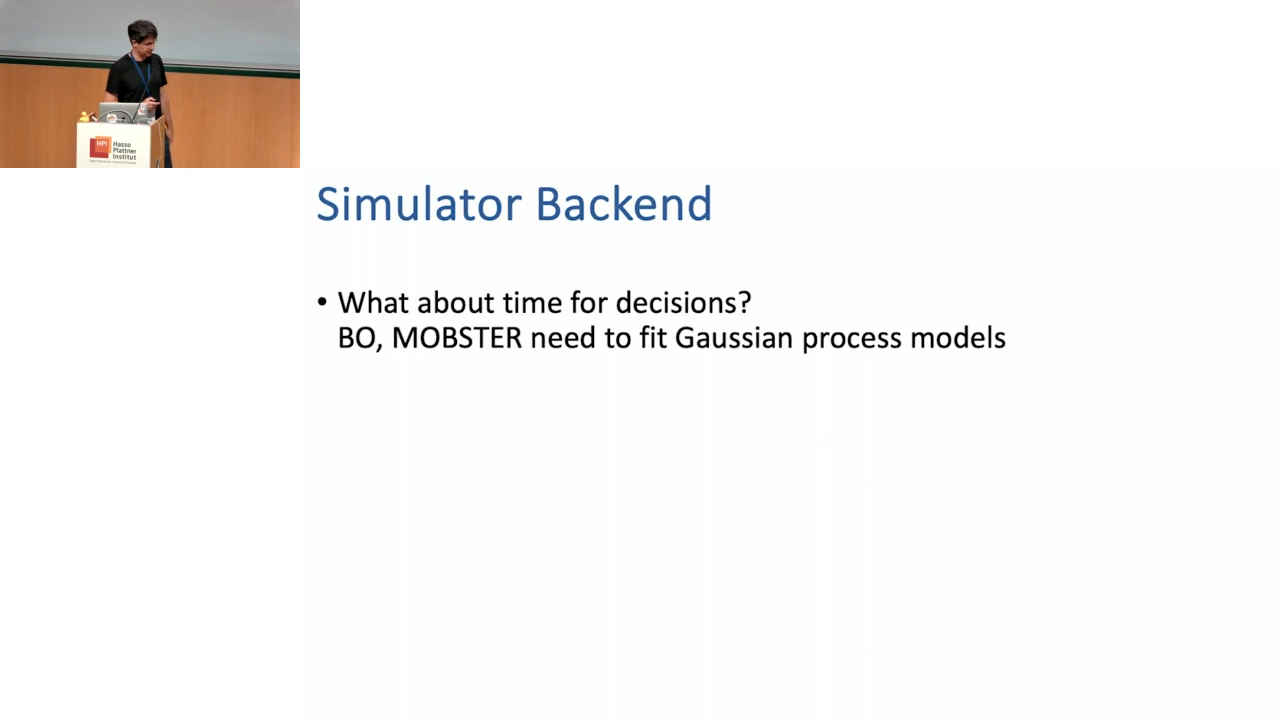 HPI
Hasso
Plattner
Institut
Simulator Backend
• What about time for decisions?
BO, MOBSTER need to fit Gaussian process models